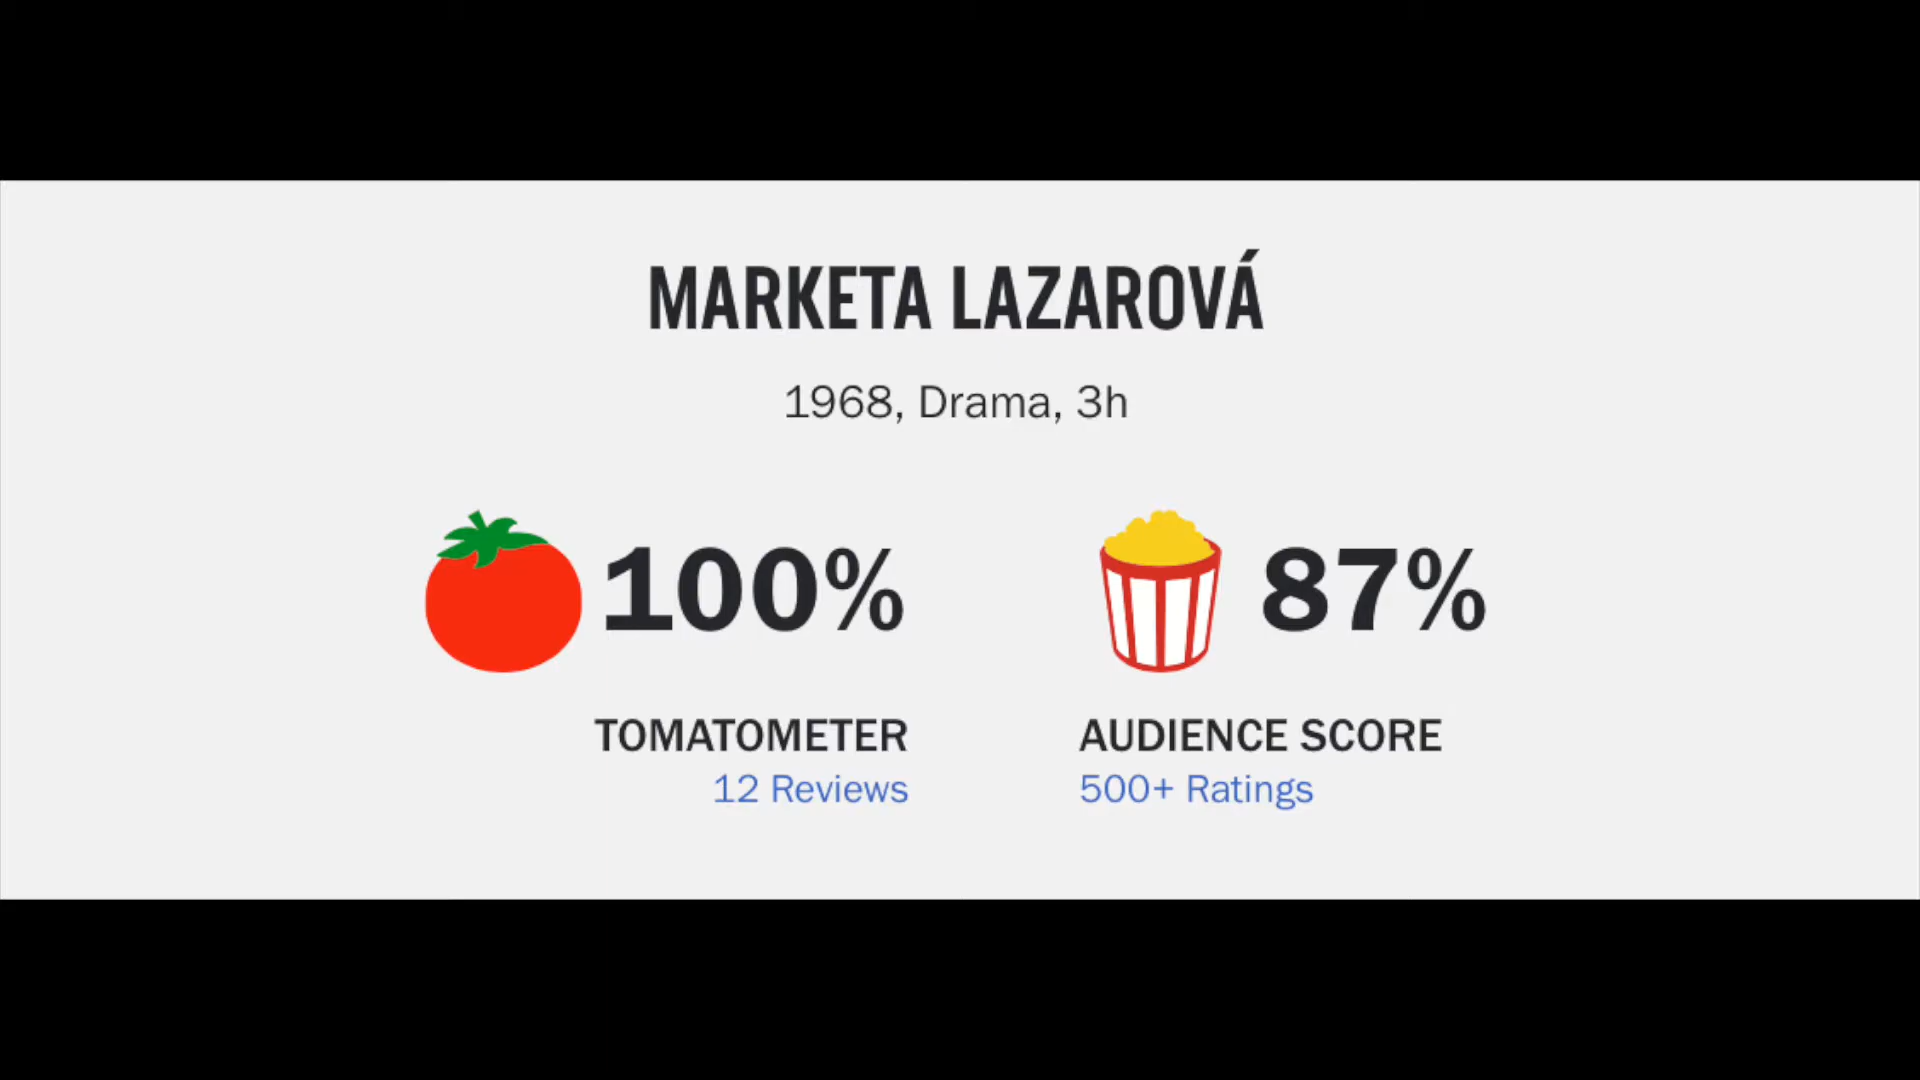 MARKETA LAZAROVÁ
1968, Drama, 3h
100%
87%
TOMATOMETER
AUDIENCE SCORE
12 Reviews
500+ Ratings